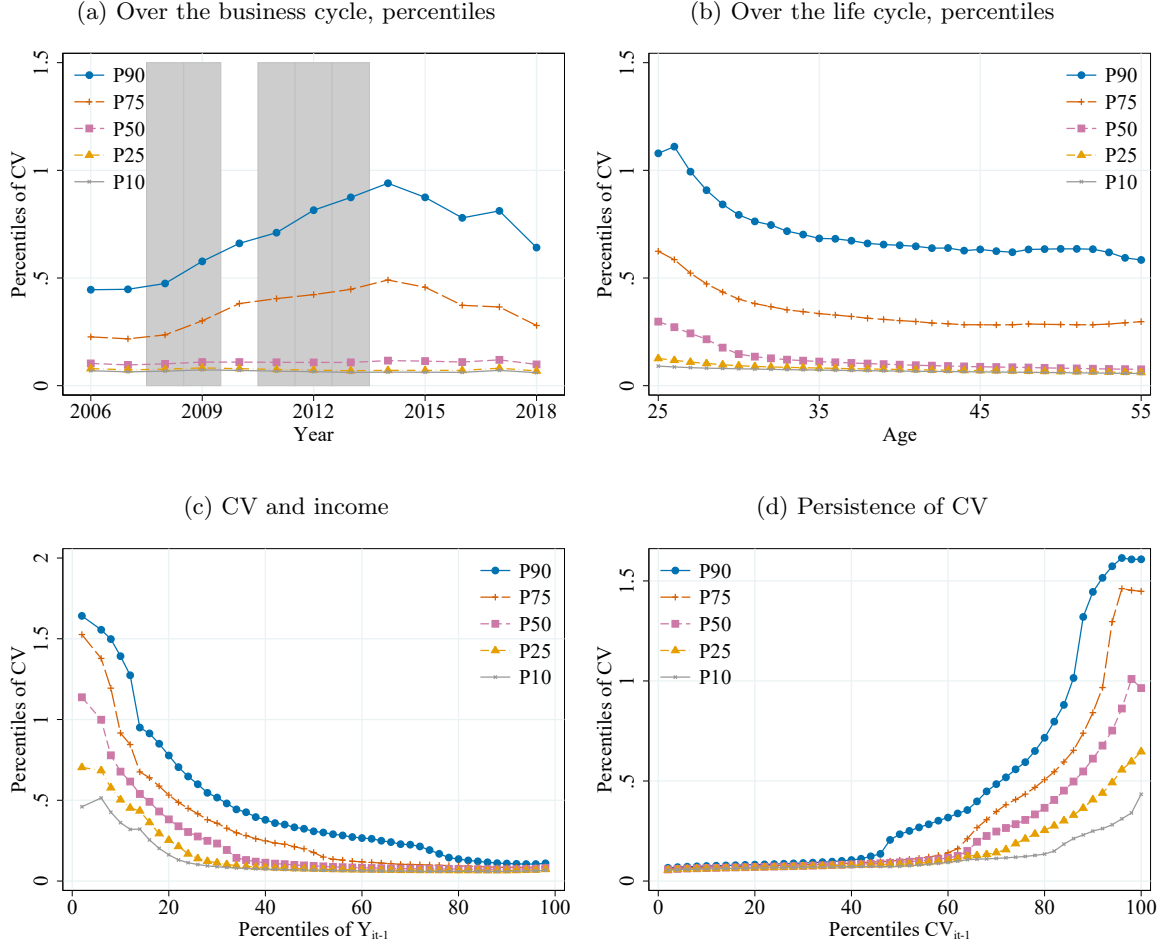 (a) Over the business cycle, percentiles
Percentiles of CV
1.5
1
.5
0
P90
P75
P50
P25
P10
2006
2009
2012
2015
2018
Year
(b) Over the life cycle, percentiles
Percentiles of CV
1.5
1
.5
0
P90
P75
P50
P25
P10
25
35
45
55
Age
(c) CV and income
Percentiles of CV
2
1.5
1
.5
0
P90
P75
P50
P25
P10
0
20
40
60
80
100
Percentiles of Y_{it-1}
(d) Persistence of CV
Percentiles of CV
1.5
1
.5
0
P90
P75
P50
P25
P10
0
20
40
60
80
100
Percentiles CV_{it-1}